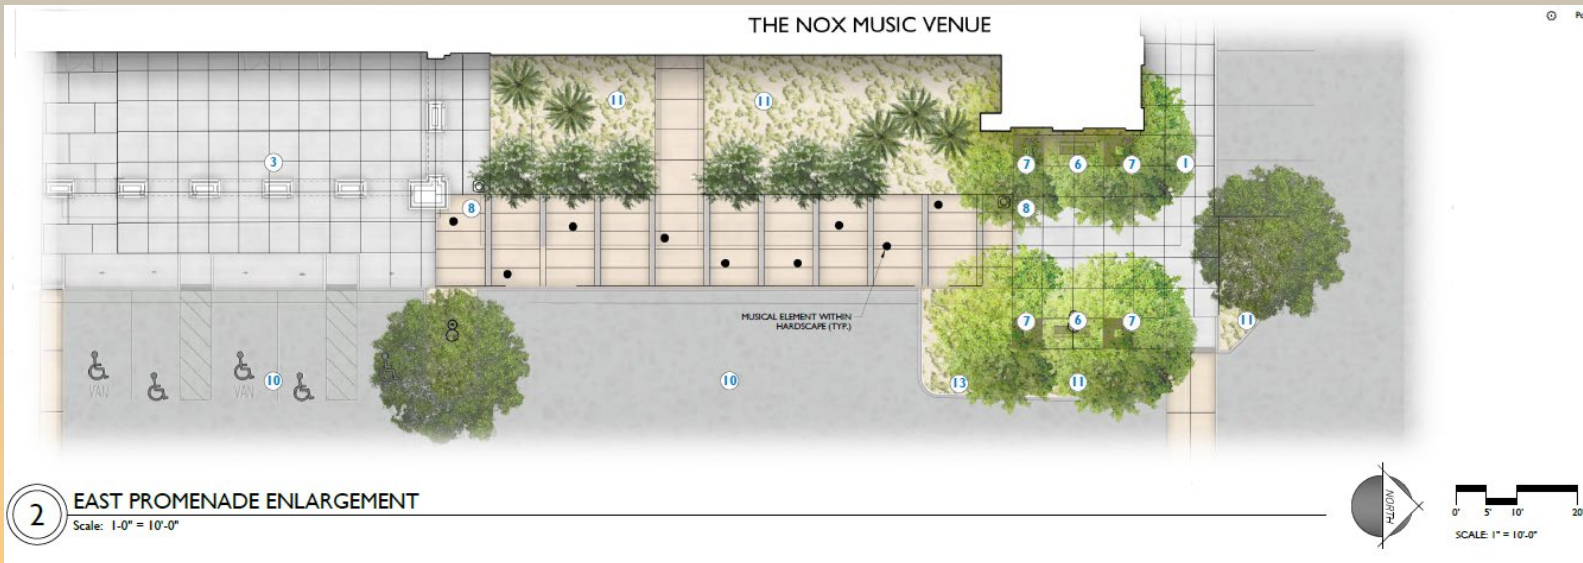 THE NOX MUSIC VENUE
11
11
3
7
6
7
1
8
8
MUSICAL ELEMENT WITHIN
HARDSCAPE (TYP.)
7
6
7
11
VAN
VAN
10
10
13
11
2
EAST PROMENADE ENLARGEMENT
Scale: 1-0" = 10'-0"
NORTH
0' 5' 10' 20'
SCALE: 1" = 10'-0"